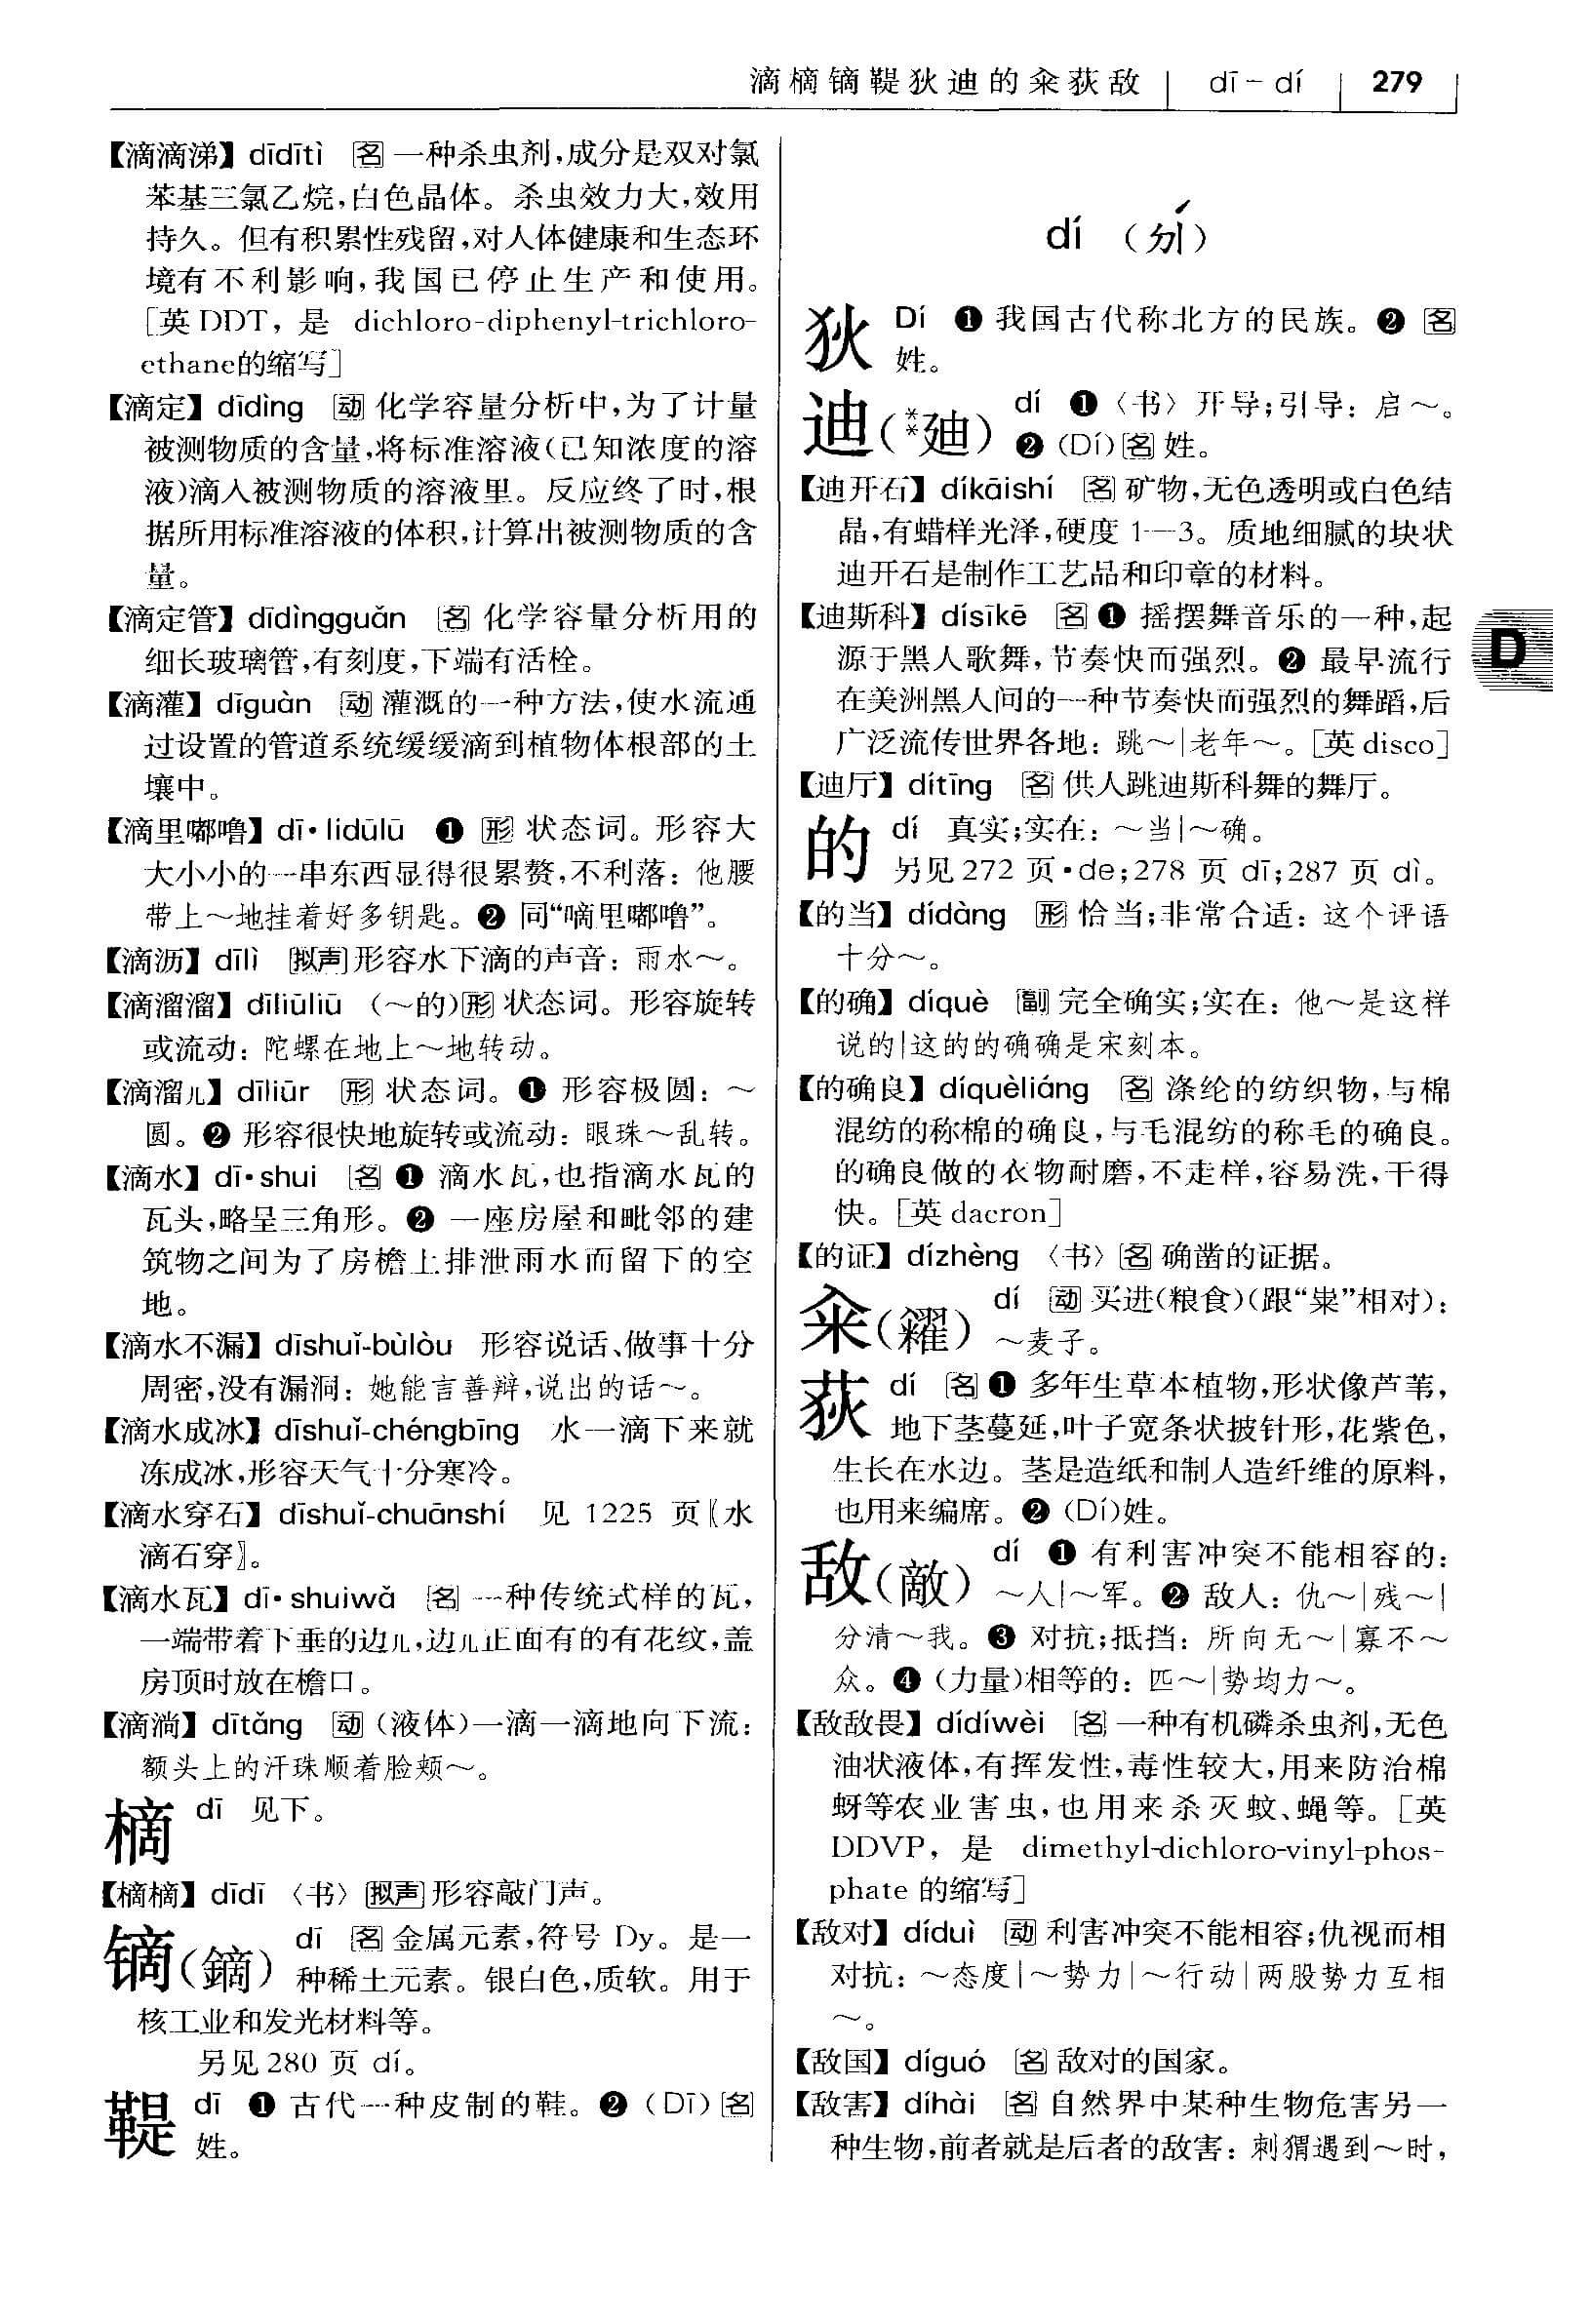 滴樀镝鞮狄迪的籴荻敌 | dī－dí | 279
【滴滴涕】dīdītì 名 一种杀虫剂,成分是双对氯
苯基三氯乙烷,白色晶体。杀虫效力大,效用
持久。但有积累性残留,对人体健康和生态环
境有不利影响,我国已停止生产和使用。
[英DDT, 是 dichloro-diphenyl-trichloro-
ethane的缩写]
【滴定】dīdìng 动 化学容量分析中,为了计量
被测物质的含量,将标准溶液(已知浓度的溶
液)滴入被测物质的溶液里。反应终了时,根
据所用标准溶液的体积,计算出被测物质的含
量。
【滴定管】dīdìngguǎn 名 化学容量分析用的
细长玻璃管,有刻度,下端有活栓。
【滴灌】dīguàn 动 灌溉的一种方法,使水流通
过设置的管道系统缓缓滴到植物体根部的土
壤中。
【滴里嘟噜】dī·lidūlū ❶ 形 状态词。形容大
大小小的一串东西显得很累赘,不利落：他腰
带上～地挂着好多钥匙。❷ 同“嘀里嘟噜”。
【滴沥】dīlì 拟声 形容水下滴的声音：雨水～。
【滴溜溜】dīliūliū （～的）形 状态词。形容旋转
或流动：陀螺在地上～地转动。
【滴溜儿】dīliūr 形 状态词。❶ 形容极圆：～
圆。❷ 形容很快地旋转或流动：眼珠～乱转。
【滴水】dī·shui 名 ❶ 滴水瓦,也指滴水瓦的
瓦头,略呈三角形。❷ 一座房屋和毗邻的建
筑物之间为了房檐上排泄雨水而留下的空
地。
【滴水不漏】dīshuǐ-bùlòu 形容说话、做事十分
周密,没有漏洞：她能言善辩,说出的话～。
【滴水成冰】dīshuǐ-chéngbīng 水一滴下来就
冻成冰,形容天气十分寒冷。
【滴水穿石】dīshuǐ-chuānshí 见 1225 页〖水
滴石穿〗。
【滴水瓦】dī·shuiwǎ 名 一种传统式样的瓦,
一端带着下垂的边儿,边儿正面有的有花纹,盖
房顶时放在檐口。
【滴淌】dītǎng 动 (液体)一滴一滴地向下流：
额头上的汗珠顺着脸颊～。
樀 dī 见下。
【樀樀】dīdī 〈书〉拟声 形容敲门声。
镝(鏑) dī 名 金属元素,符号 Dy。是一
种稀土元素。银白色,质软。用于
核工业和发光材料等。
另见 280 页 dí。
鞮 dī ❶ 古代一种皮制的鞋。❷（Dī）名
姓。
dí （ㄉㄧˊ）
狄 Dí ❶ 我国古代称北方的民族。❷ 名
姓。
迪(**廸) dí ❶〈书〉开导;引导：启～。
❷（Dí）名 姓。
【迪开石】díkāishí 名 矿物,无色透明或白色结
晶,有蜡样光泽,硬度 1—3。质地细腻的块状
迪开石是制作工艺品和印章的材料。
【迪斯科】dísīkē 名 ❶ 摇摆舞音乐的一种,起
源于黑人歌舞,节奏快而强烈。❷ 最早流行
在美洲黑人间的一种节奏快而强烈的舞蹈,后
广泛流传世界各地：跳～|老年～。[英 disco]
D
【迪厅】dítīng 名 供人跳迪斯科舞的舞厅。
的 dí 真实;实在：～当|～确。
另见 272 页 ·de;278 页 dī;287 页 dì。
【的当】dídàng 形 恰当;非常合适：这个评语
十分～。
【的确】díquè 副 完全确实;实在：他～是这样
说的|这的的确确是宋刻本。
【的确良】díquèliáng 名 涤纶的纺织物,与棉
混纺的称棉的确良,与毛混纺的称毛的确良。
的确良做的衣物耐磨,不走样,容易洗,干得
快。[英 dacron]
【的证】dízhèng 〈书〉名 确凿的证据。
籴(糴) dí 动 买进(粮食)(跟“粜”相对)：
～麦子。
荻 dí 名 ❶ 多年生草本植物,形状像芦苇,
地下茎蔓延,叶子宽条状披针形,花紫色,
生长在水边。茎是造纸和制人造纤维的原料,
也用来编席。❷（Dí）姓。
敌(敵) dí ❶ 有利害冲突不能相容的：
～人|～军。❷ 敌人：仇～|残～|
分清～我。❸ 对抗;抵挡：所向无～|寡不～
众。❹（力量）相等的：匹～|势均力～。
【敌敌畏】dídíwèi 名 一种有机磷杀虫剂,无色
油状液体,有挥发性,毒性较大,用来防治棉
蚜等农业害虫,也用来杀灭蚊、蝇等。[英
DDVP, 是 dimethyl-dichloro-vinyl-phos-
phate 的缩写]
【敌对】díduì 动 利害冲突不能相容;仇视而相
对抗：～态度|～势力|～行动|两股势力互相
～。
【敌国】díguó 名 敌对的国家。
【敌害】díhài 名 自然界中某种生物危害另一
种生物,前者就是后者的敌害：刺猬遇到～时,